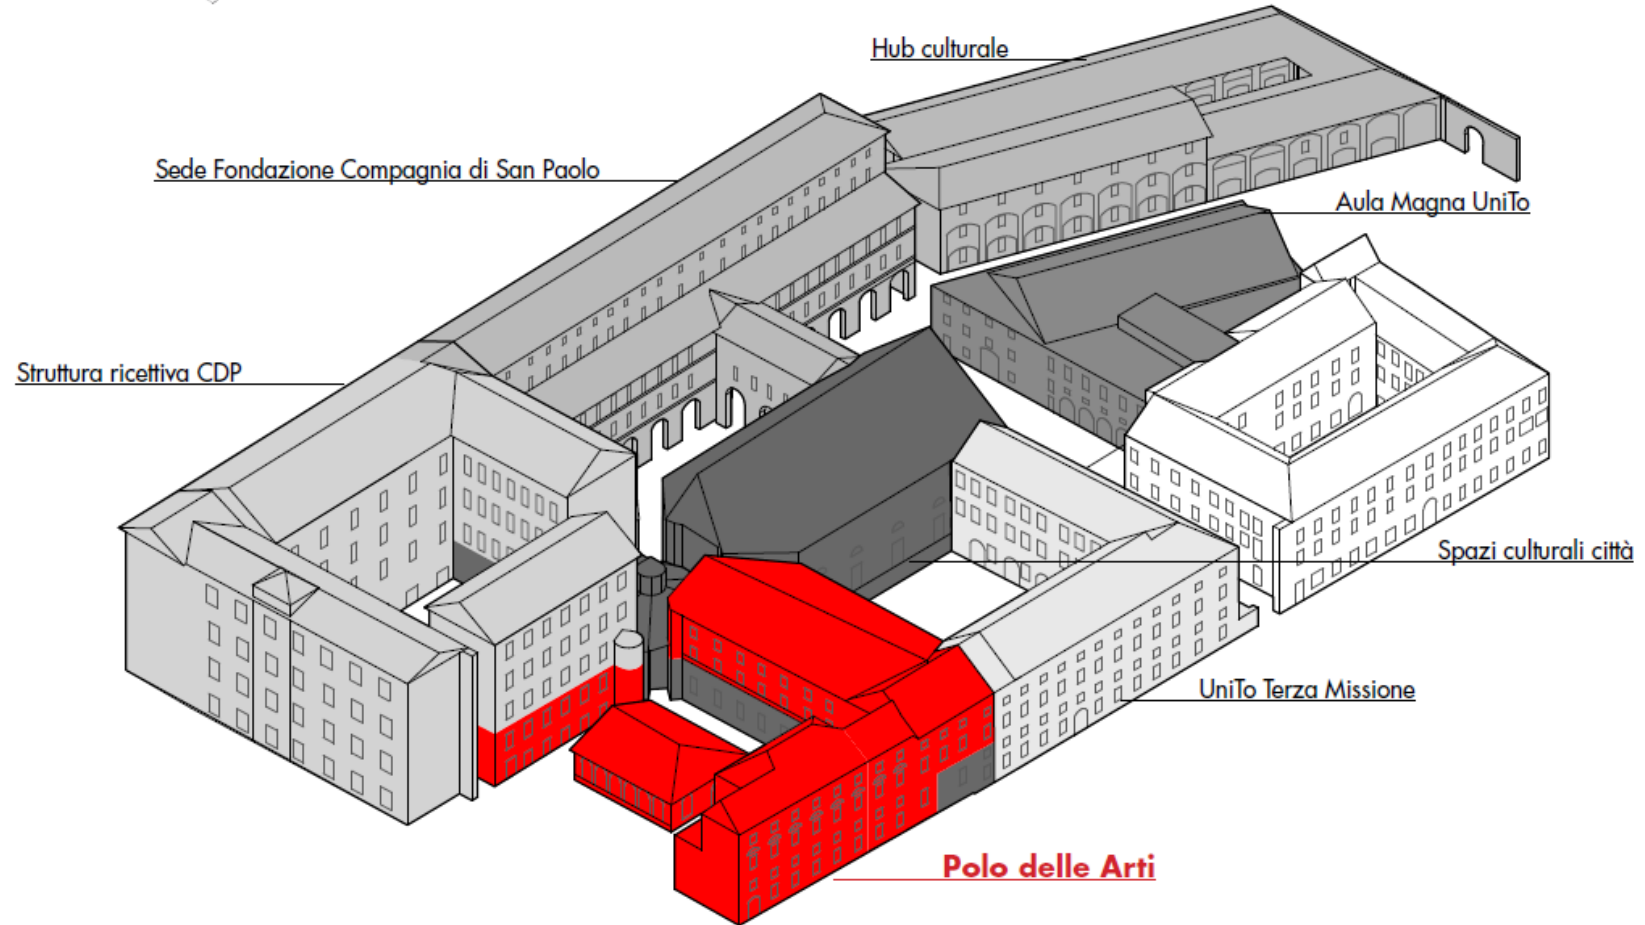 Hub culturale
Sede Fondazione Compagnia di San Paolo
Aula Magna UniTo
Struttura ricettiva CDP
Spazi culturali città
UniTo Terza Missione
Polo delle Arti